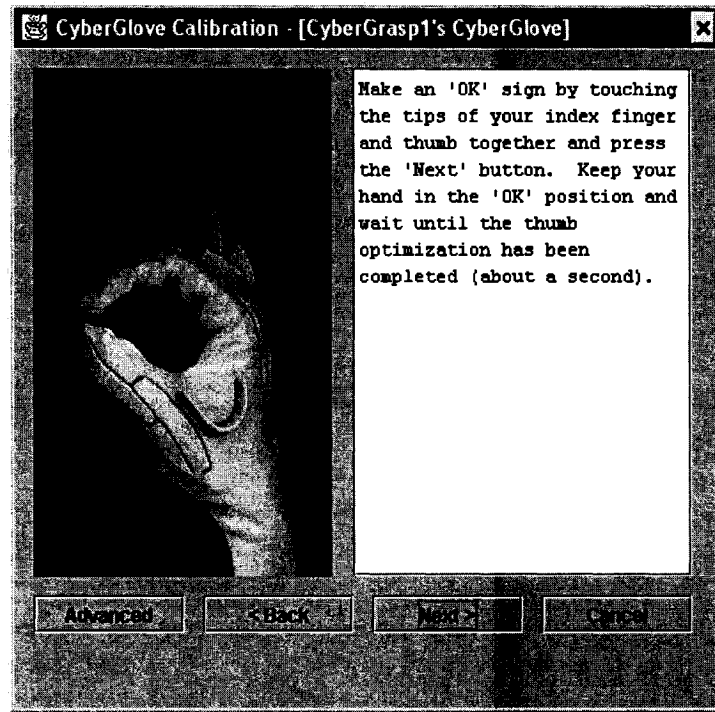 CyberGlove Calibration - [CyberGrasp1's CyberGlove]
Make an 'OK' sign by touching
the tips of your index finger
and thumb together and press
the 'Next' button.  Keep your
hand in the 'OK' position and
wait until the thumb
optimization has been
completed (about a second).
Advanced
< Back
Next >
Cancel